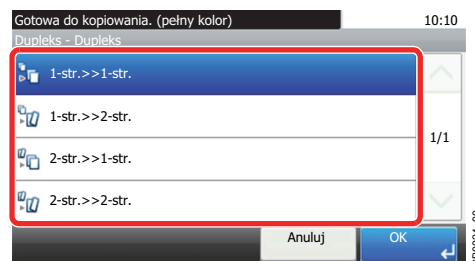 Gotowa do kopiowania. (pełny kolor) 10:10
Dupleks - Dupleks
1-str.>>1-str.
1-str.>>2-str.
1/1
2-str.>>1-str.
2-str.>>2-str.
Anuluj OK